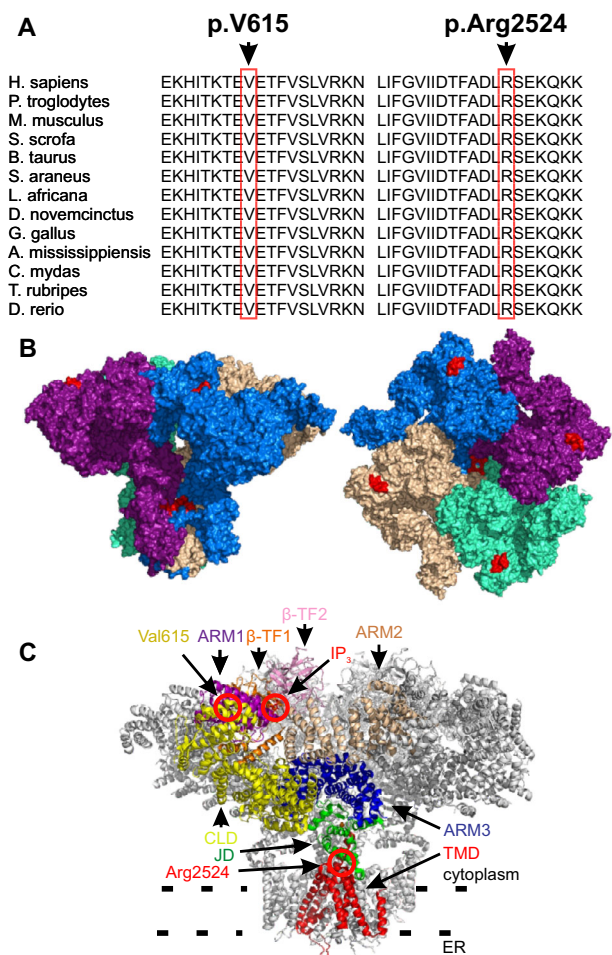 A
p.V615 p.Arg2524
H. sapiens EKHITKTEVETFVSLVRKN LIFGVIIDTFADLRSEKQKK
P. troglodytes EKHITKTEVETFVSLVRKN LIFGVIIDTFADLRSEKQKK
M. musculus EKHITKTEVETFVSLVRKN LIFGVIIDTFADLRSEKQKK
S. scrofa EKHITKTEVETFVSLVRKN LIFGVIIDTFADLRSEKQKK
B. taurus EKHITKTEVETFVSLVRKN LIFGVIIDTFADLRSEKQKK
S. araneus EKHITKTEVETFVSLVRKN LIFGVIIDTFADLRSEKQKK
L. africana EKHITKTEVETFVSLVRKN LIFGVIIDTFADLRSEKQKK
D. novemcinctus EKHITKTEVETFVSLVRKN LIFGVIIDTFADLRSEKQKK
G. gallus EKHITKTEVETFVSLVRKN LIFGVIIDTFADLRSEKQKK
A. mississippiensis EKHITKTEVETFVSLVRKN LIFGVIIDTFADLRSEKQKK
C. mydas EKHITKTEVETFVSLVRKN LIFGVIIDTFADLRSEKQKK
T. rubripes EKHITKTEVETFVSLVRKN LIFGVIIDTFADLRSEKQKK
D. rerio EKHITKTEVETFVSLVRKN LIFGVIIDTFADLRSEKQKK
B
β-TF2
Val615 ARM1 β-TF1 ARM2
C
IP₃
ARM3
CLD
JD
TMD
Arg2524
cytoplasm
ER